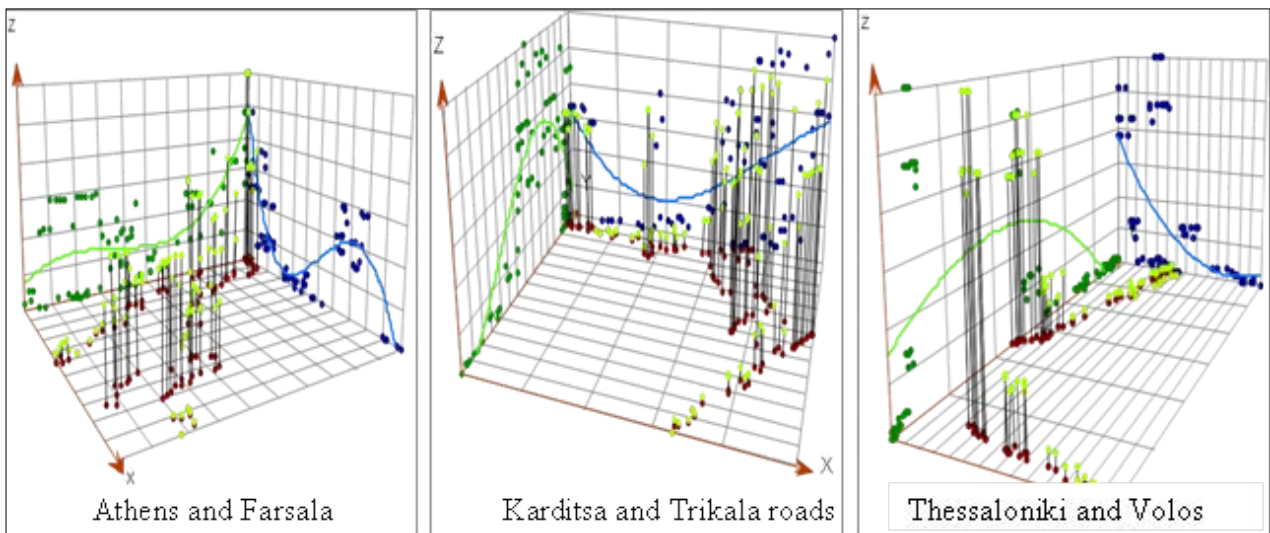 Z
X
Athens and Farsala
Z
Y
X
Karditsa and Trikala roads
Z
Thessaloniki and Volos